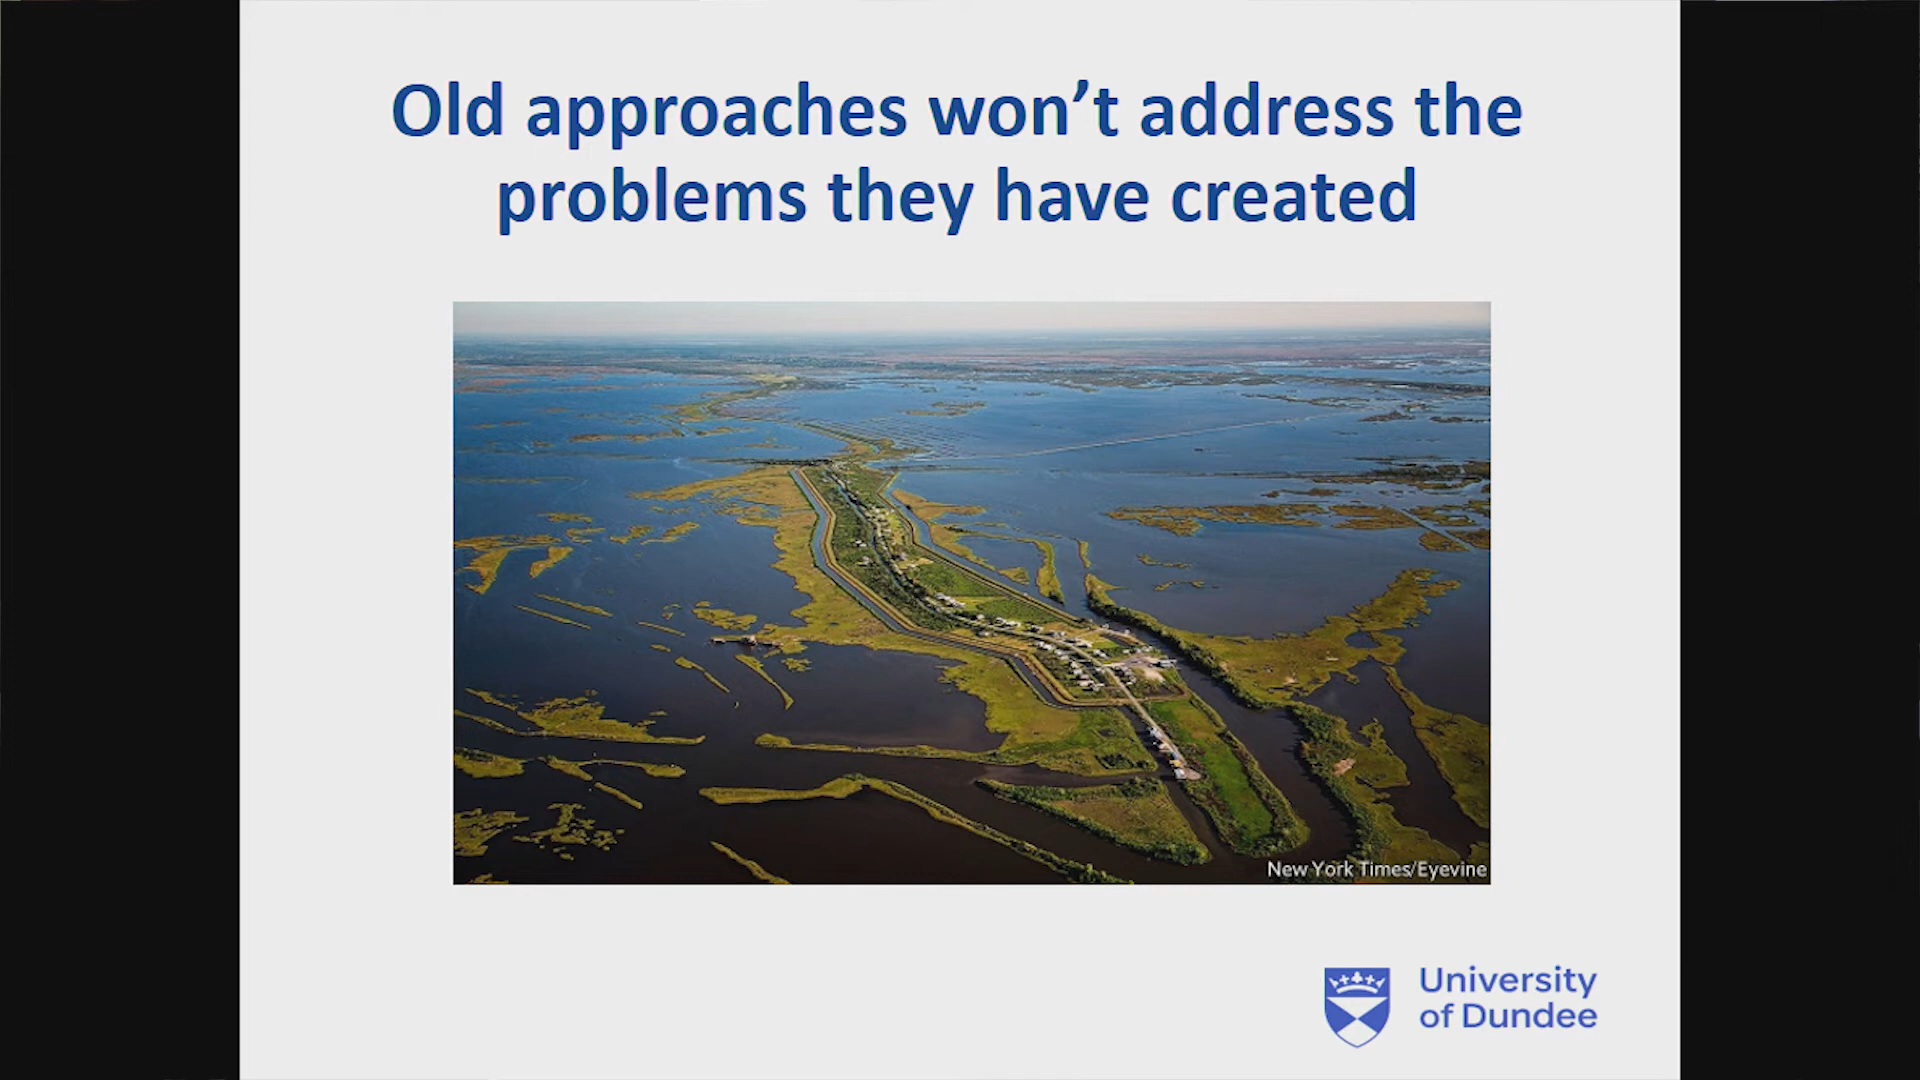 Old approaches won’t address the
problems they have created
New York Times/Eyevine
University
of Dundee